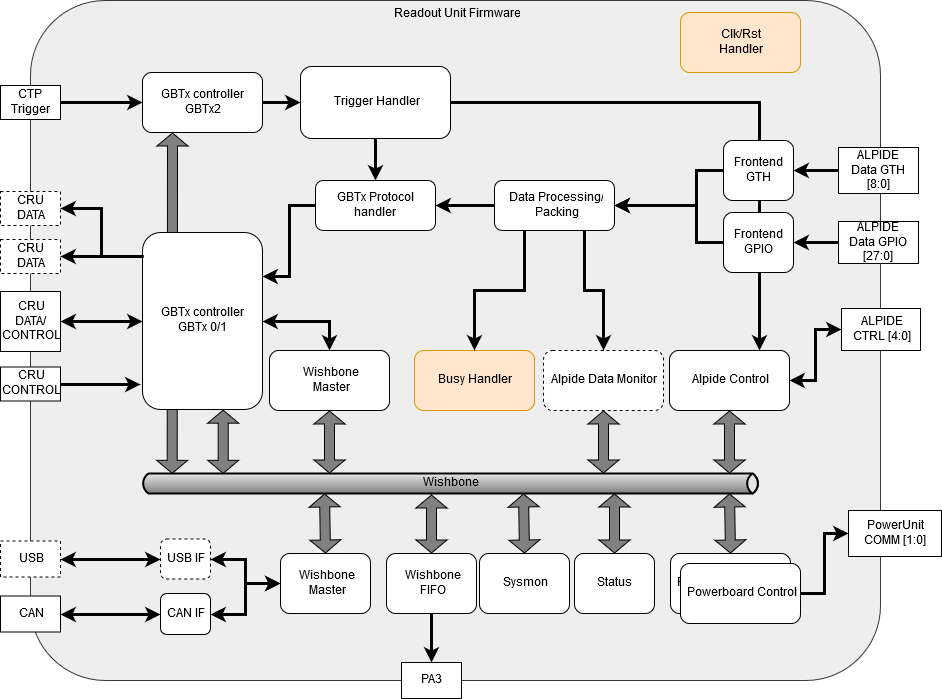 Readout Unit Firmware
Clk/Rst
Handler
CTP
Trigger
GBTx controller
GBTx2
Trigger Handler
Frontend
GTH
ALPIDE
Data GTH
[8:0]
CRU
DATA
GBTx Protocol
handler
Data Processing/
Packing
Frontend
GPIO
ALPIDE
Data GPIO
[27:0]
CRU
DATA
CRU
DATA/
CONTROL
GBTx controller
GBTx 0/1
ALPIDE
CTRL [4:0]
CRU
CONTROL
Wishbone
Master
Busy Handler
Alpide Data Monitor
Alpide Control
Wishbone
PowerUnit
COMM [1:0]
USB
USB IF
Wishbone
Master
Wishbone
FIFO
Sysmon
Status
Powerboard Control
CAN
CAN IF
PA3